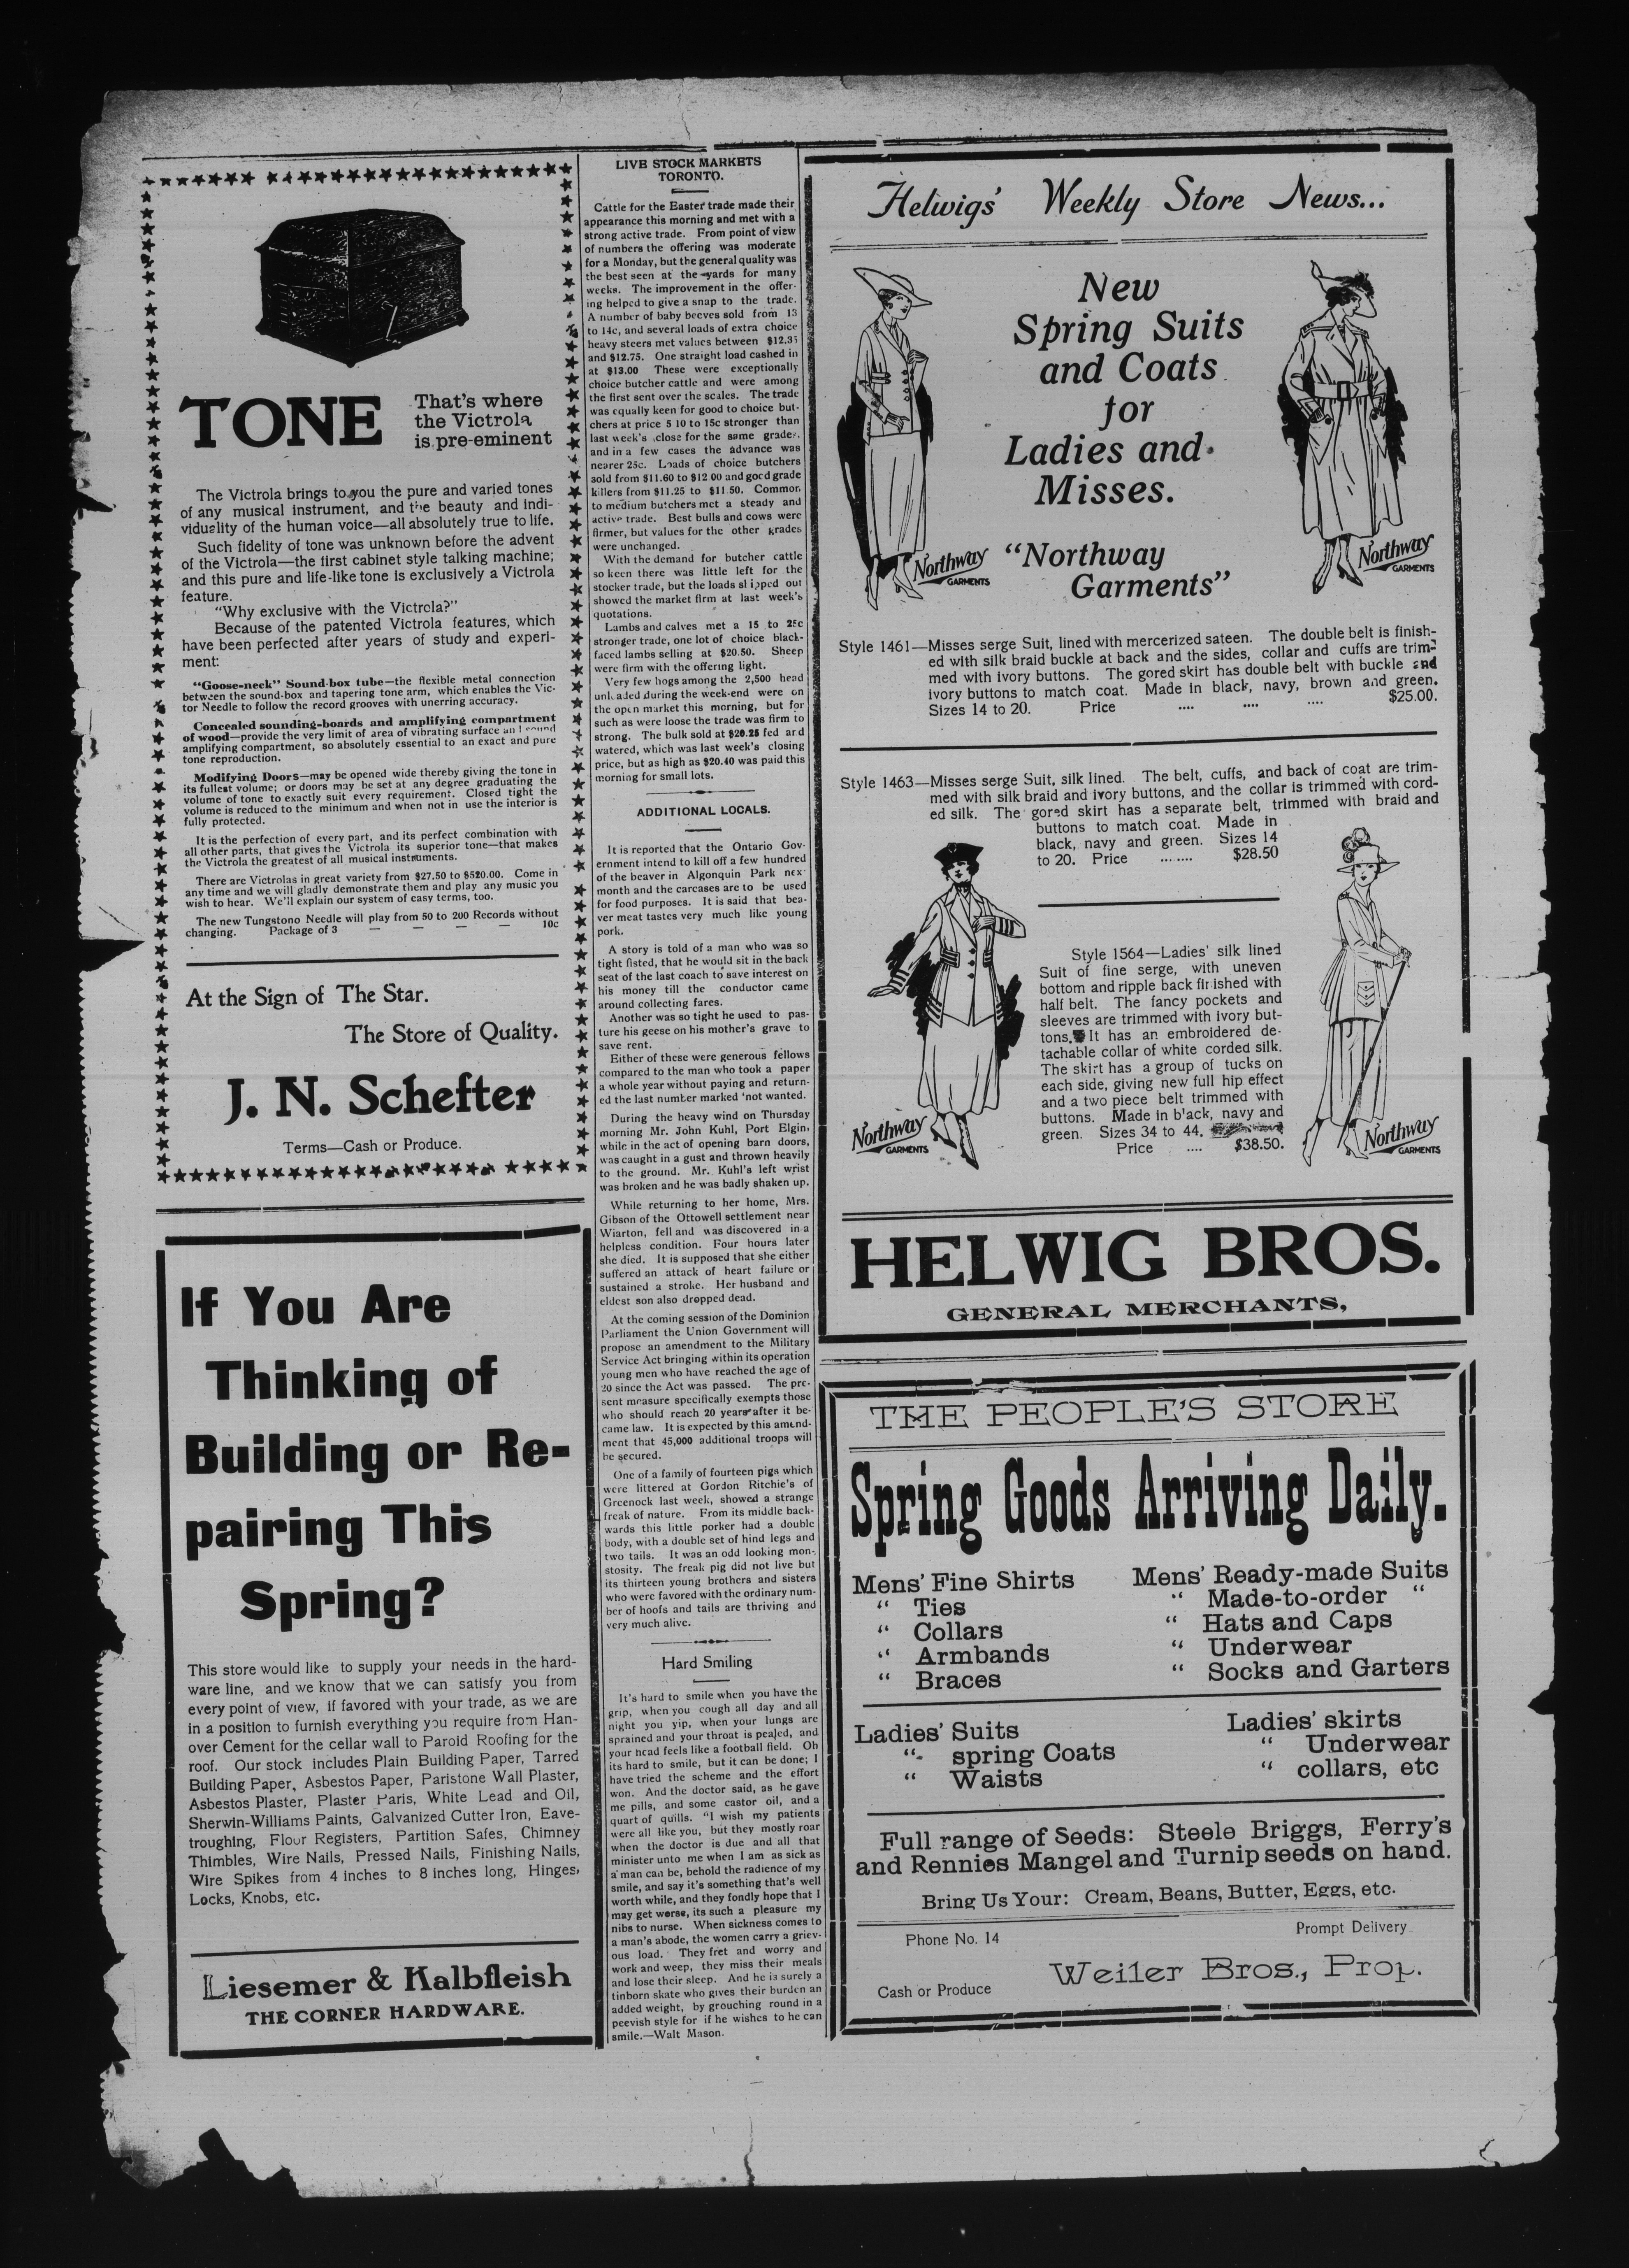 TONE
That's where
the Victrola
is pre-eminent
The Victrola brings to you the pure and varied tones
of any musical instrument, and the beauty and indi-
viduality of the human voice—all absolutely true to life.
Such fidelity of tone was unknown before the advent
of the Victrola—the first cabinet style talking machine;
and this pure and life-like tone is exclusively a Victrola
feature.
"Why exclusive with the Victrola?"
Because of the patented Victrola features, which
have been perfected after years of study and experi-
ment:
"Goose-neck" Sound-box tube—the flexible metal connection
between the sound-box and tapering tone arm, which enables the Vic-
tor Needle to follow the record grooves with unerring accuracy.
Concealed sounding-boards and amplifying compartment
of wood—provide the very limit of area of vibrating surface and sound
amplifying compartment, so absolutely essential to an exact and pure
tone reproduction.
Modifying Doors—may be opened wide thereby giving the tone in
its fullest volume; or doors may be set at any degree graduating the
volume of tone to exactly suit every requirement. Closed tight the
volume is reduced to the minimum and when not in use the interior is
fully protected.
It is the perfection of every part, and its perfect combination with
all other parts, that gives the Victrola its superior tone—that makes
the Victrola the greatest of all musical instruments.
There are Victrolas in great variety from $27.50 to $520.00. Come in
any time and we will gladly demonstrate them and play any music you
wish to hear. We'll explain our system of easy terms, too.
The new Tungstono Needle will play from 50 to 200 Records without
changing. Package of 3 — — — — 10c
At the Sign of The Star.
The Store of Quality.
J. N. Schefter
Terms—Cash or Produce.
If You Are
Thinking of
Building or Re-
pairing This
Spring?
This store would like to supply your needs in the hard-
ware line, and we know that we can satisfy you from
every point of view, if favored with your trade, as we are
in a position to furnish everything you require from Han-
over Cement for the cellar wall to Paroid Roofing for the
roof. Our stock includes Plain Building Paper, Tarred
Building Paper, Asbestos Paper, Paristone Wall Plaster,
Asbestos Plaster, Plaster Paris, White Lead and Oil,
Sherwin-Williams Paints, Galvanized Cutter Iron, Eave-
troughing, Floor Registers, Partition Safes, Chimney
Thimbles, Wire Nails, Pressed Nails, Finishing Nails,
Wire Spikes from 4 inches to 8 inches long, Hinges,
Locks, Knobs, etc.
Liesemer & Kalbfleish
THE CORNER HARDWARE.
LIVE STOCK MARKETS
TORONTO.
Cattle for the Easter trade made their
appearance this morning and met with a
strong active trade. From point of view
of numbers the offering was moderate
for a Monday, but the general quality was
the best seen at the yards for many
weeks. The improvement in the offer-
ing helped to give a snap to the trade.
A number of baby beeves sold from 13
to 14c, and several loads of extra choice
heavy steers met values between $12.35
and $12.75. One straight load cashed in
at $13.00 These were exceptionally
choice butcher cattle and were among
the first sent over the scales. The trade
was equally keen for good to choice but-
chers at price 5 10 to 15c stronger than
last week's close for the same grades.
and in a few cases the advance was
nearer 25c. Loads of choice butchers
sold from $11.60 to $12 00 and good grade
killers from $11.25 to $11.50. Common
to medium butchers met a steady and
active trade. Best bulls and cows were
firmer, but values for the other grades
were unchanged.
With the demand for butcher cattle
so keen there was little left for the
stocker trade, but the loads shipped out
showed the market firm at last week's
quotations.
Lambs and calves met a 15 to 25c
stronger trade, one lot of choice black-
faced lambs selling at $20.50. Sheep
were firm with the offering light.
Very few hogs among the 2,500 head
unloaded during the week-end were on
the open market this morning, but for
such as were loose the trade was firm to
strong. The bulk sold at $20.25 fed and
watered, which was last week's closing
price, but as high as $20.40 was paid this
morning for small lots.
ADDITIONAL LOCALS.
It is reported that the Ontario Gov-
ernment intend to kill off a few hundred
of the beaver in Algonquin Park nex
month and the carcases are to be used
for food purposes. It is said that bea-
ver meat tastes very much like young
pork.
A story is told of a man who was so
tight fisted, that he would sit in the back
seat of the last coach to save interest on
his money till the conductor came
around collecting fares.
Another was so tight he used to pas-
ture his geese on his mother's grave to
save rent.
Either of these were generous fellows
compared to the man who took a paper
a whole year without paying and return-
ed the last number marked 'not wanted.
During the heavy wind on Thursday
morning Mr. John Kuhl, Port Elgin,
while in the act of opening barn doors,
was caught in a gust and thrown heavily
to the ground. Mr. Kuhl's left wrist
was broken and he was badly shaken up.
While returning to her home, Mrs.
Gibson of the Ottowell settlement near
Wiarton, fell and was discovered in a
helpless condition. Four hours later
she died. It is supposed that she either
suffered an attack of heart failure or
sustained a stroke. Her husband and
eldest son also dropped dead.
At the coming session of the Dominion
Parliament the Union Government will
propose an amendment to the Military
Service Act bringing within its operation
young men who have reached the age of
20 since the Act was passed. The pre-
sent measure specifically exempts those
who should reach 20 years after it be-
came law. It is expected by this amend-
ment that 45,000 additional troops will
be secured.
One of a family of fourteen pigs which
were littered at Gordon Ritchie's of
Greenock last week, showed a strange
freak of nature. From its middle back-
wards this little porker had a double
body, with a double set of hind legs and
two tails. It was an odd looking mon-
stosity. The freak pig did not live but
its thirteen young brothers and sisters
who were favored with the ordinary num-
ber of hoofs and tails are thriving and
very much alive.
Hard Smiling
It's hard to smile when you have the
grip, when you cough all day and all
night you yip, when your lungs are
sprained and your throat is pealed, and
your head feels like a football field. Oh
its hard to smile, but it can be done; I
have tried the scheme and the effort
won. And the doctor said, as he gave
me pills, and some castor oil, and a
quart of quills. "I wish my patients
were all like you, but they mostly roar
when the doctor is due and all that
minister unto me when I am as sick as
a man can be, behold the radience of my
smile, and say it's something that's well
worth while, and they fondly hope that I
may get worse, its such a pleasure my
nibs to nurse. When sickness comes to
a man's abode, the women carry a griev-
ous load. They fret and worry and
work and weep, they miss their meals
and lose their sleep. And he is surely a
tinborn skate who gives their burden an
added weight, by grouching round in a
peevish style for if he wishes to he can
smile.—Walt Mason.
Helwigs' Weekly Store News...
New
Spring Suits
and Coats
for
Ladies and
Misses.
"Northway
Garments"
Northway
GARMENTS
Northway
GARMENTS
Style 1461—Misses serge Suit, lined with mercerized sateen. The double belt is finish-
ed with silk braid buckle at back and the sides, collar and cuffs are trim-
med with ivory buttons. The gored skirt has double belt with buckle and
ivory buttons to match coat. Made in black, navy, brown and green.
Sizes 14 to 20. Price .... .... .... $25.00.
Style 1463—Misses serge Suit, silk lined. The belt, cuffs, and back of coat are trim-
med with silk braid and ivory buttons, and the collar is trimmed with cord-
ed silk. The gored skirt has a separate belt, trimmed with braid and
buttons to match coat. Made in
black, navy and green. Sizes 14
to 20. Price ....... $28.50
Style 1564—Ladies' silk lined
Suit of fine serge, with uneven
bottom and ripple back finished with
half belt. The fancy pockets and
sleeves are trimmed with ivory but-
tons. It has an embroidered de-
tachable collar of white corded silk.
The skirt has a group of tucks on
each side, giving new full hip effect
and a two piece belt trimmed with
buttons. Made in black, navy and
green. Sizes 34 to 44.
Price .... $38.50.
Northway
GARMENTS
Northway
GARMENTS
HELWIG BROS.
GENERAL MERCHANTS,
THE PEOPLE'S STORE
Spring Goods Arriving Daily.
Mens' Fine Shirts
" Ties
" Collars
" Armbands
" Braces
Mens' Ready-made Suits
" Made-to-order "
" Hats and Caps
" Underwear
" Socks and Garters
Ladies' Suits
" spring Coats
" Waists
Ladies' skirts
" Underwear
" collars, etc
Full range of Seeds: Steele Briggs, Ferry's
and Rennies Mangel and Turnip seeds on hand.
Bring Us Your: Cream, Beans, Butter, Eggs, etc.
Phone No. 14
Prompt Delivery
Cash or Produce
Weiler Bros., Prop.